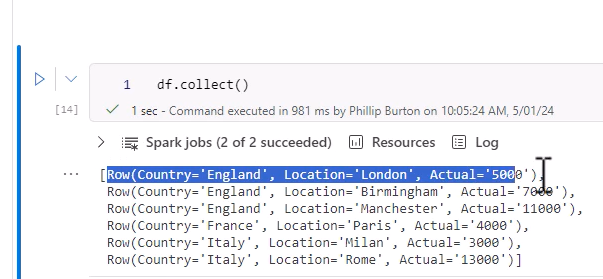 1 df.collect()
[14] 1 sec - Command executed in 981 ms by Phillip Burton on 10:05:24 AM, 5/01/24
Spark jobs (2 of 2 succeeded) Resources Log
... [Row(Country='England', Location='London', Actual='5000'),
Row(Country='England', Location='Birmingham', Actual='7000'),
Row(Country='England', Location='Manchester', Actual='11000'),
Row(Country='France', Location='Paris', Actual='4000'),
Row(Country='Italy', Location='Milan', Actual='3000'),
Row(Country='Italy', Location='Rome', Actual='13000')]